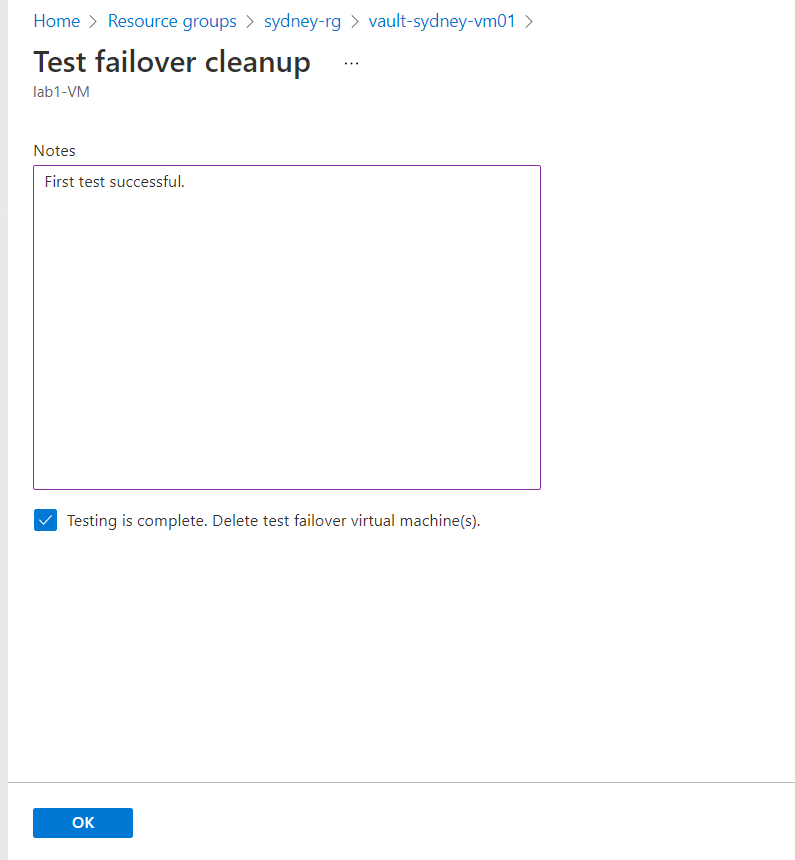 Home > Resource groups > sydney-rg > vault-sydney-vm01 >
Test failover cleanup ...
lab1-VM
Notes
First test successful.
Testing is complete. Delete test failover virtual machine(s).
OK